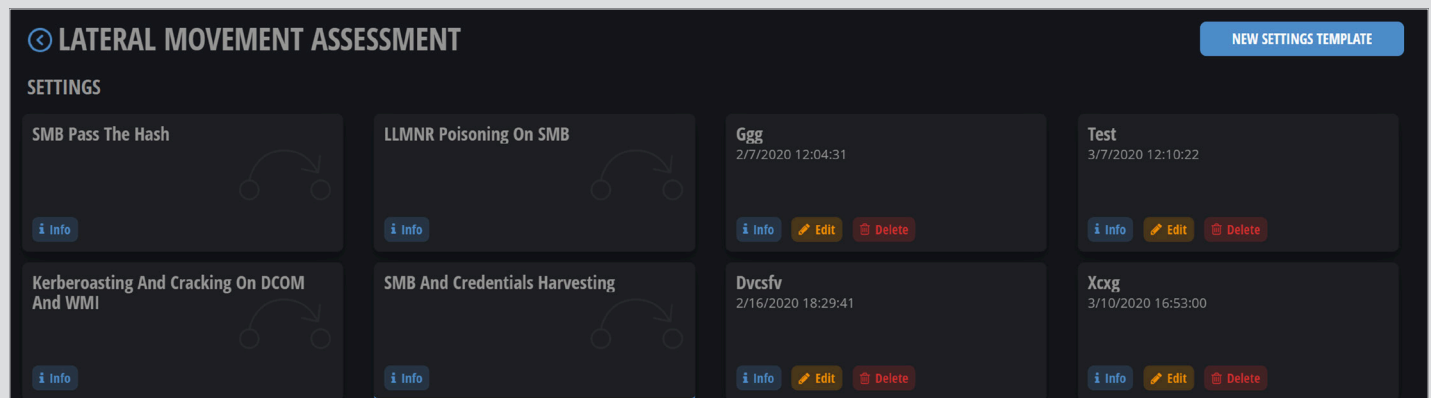 LATERAL MOVEMENT ASSESSMENT
NEW SETTINGS TEMPLATE
SETTINGS
SMB Pass The Hash
Info
LLMNR Poisoning On SMB
Info
Ggg
2/7/2020 12:04:31
Info Edit Delete
Test
3/7/2020 12:10:22
Info Edit Delete
Kerberoasting And Cracking On DCOM
And WMI
Info
SMB And Credentials Harvesting
Info
Dvcsfv
2/16/2020 18:29:41
Info Edit Delete
Xcxg
3/10/2020 16:53:00
Info Edit Delete